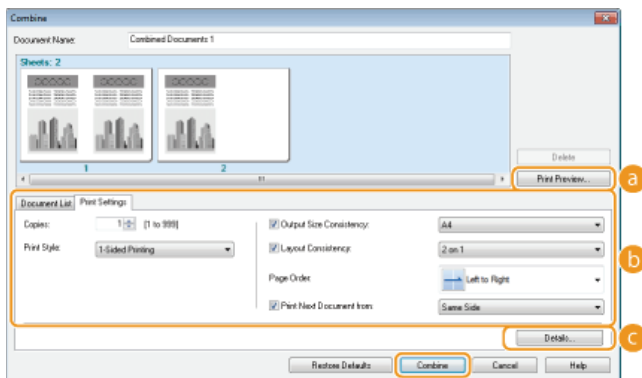 Combine
Document Name: Combined Documents 1
Sheets: 2
1 2
Delete
Print Preview... a
Document List Print Settings
Copies: 1 [1 to 999] Output Size Consistency: A4
Print Style: 1-Sided Printing Layout Consistency: 2 on 1
Page Order: Left to Right
b
Print Next Document from: Same Side
Details... c
Restore Defaults Combine Cancel Help